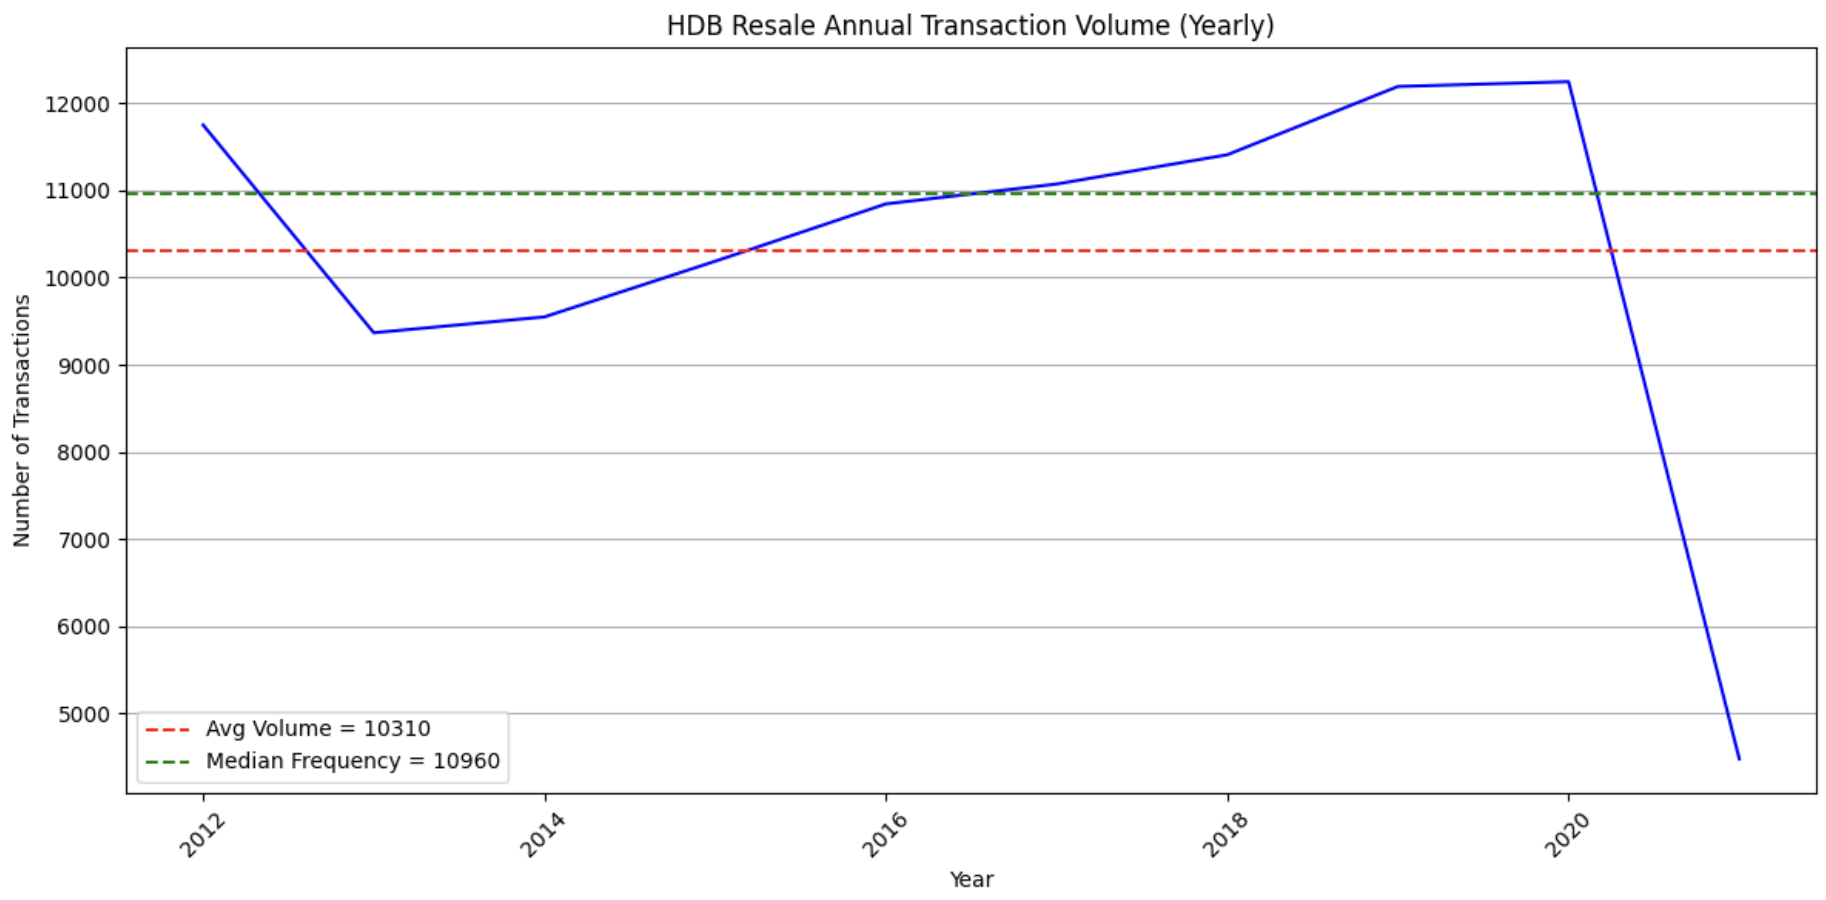 HDB Resale Annual Transaction Volume (Yearly)
Number of Transactions
12000
11000
10000
9000
8000
7000
6000
5000
Avg Volume = 10310
Median Frequency = 10960
2012
2014
2016
2018
2020
Year